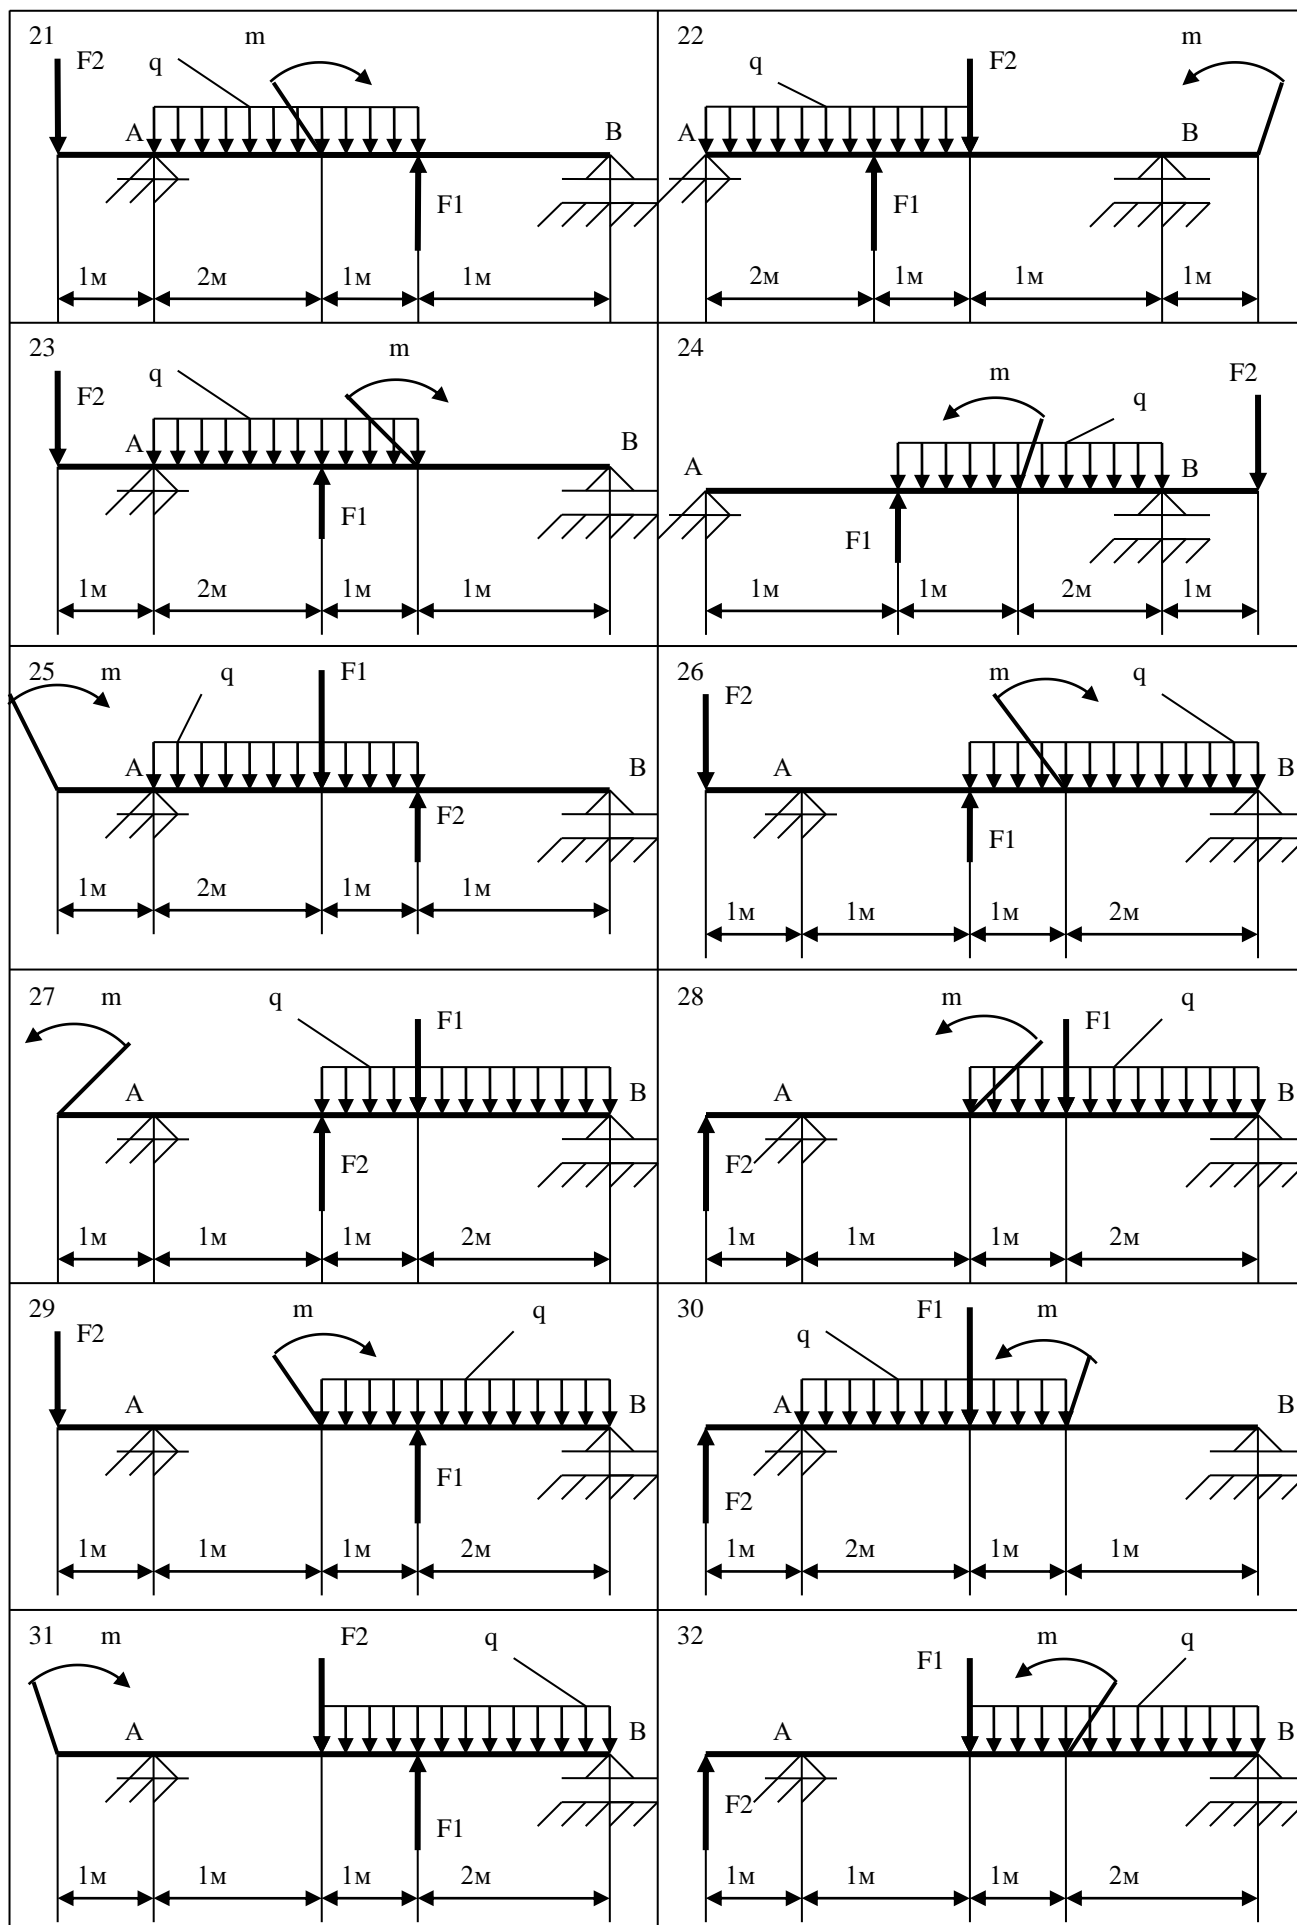 21 m 22 m
F2 q q F2
A B A B
F1 F1
1м 2м 1м 1м 2м 1м 1м 1м
23 m 24 m F2
F2 q q
A B A B
F1 F1
1м 2м 1м 1м 1м 1м 2м 1м
25 m q F1 26 m q
F2
A B A B
F2 F1
1м 2м 1м 1м 1м 1м 1м 2м
27 m q 28 m q
F1 F1
A B A B
F2 F2
1м 1м 1м 2м 1м 1м 1м 2м
29 m q 30 F1 m
F2 q
A B A B
F1 F2
1м 1м 1м 2м 1м 2м 1м 1м
31 m F2 q 32 m q
F1
A B A B
F1 F2
1м 1м 1м 2м 1м 1м 1м 2м